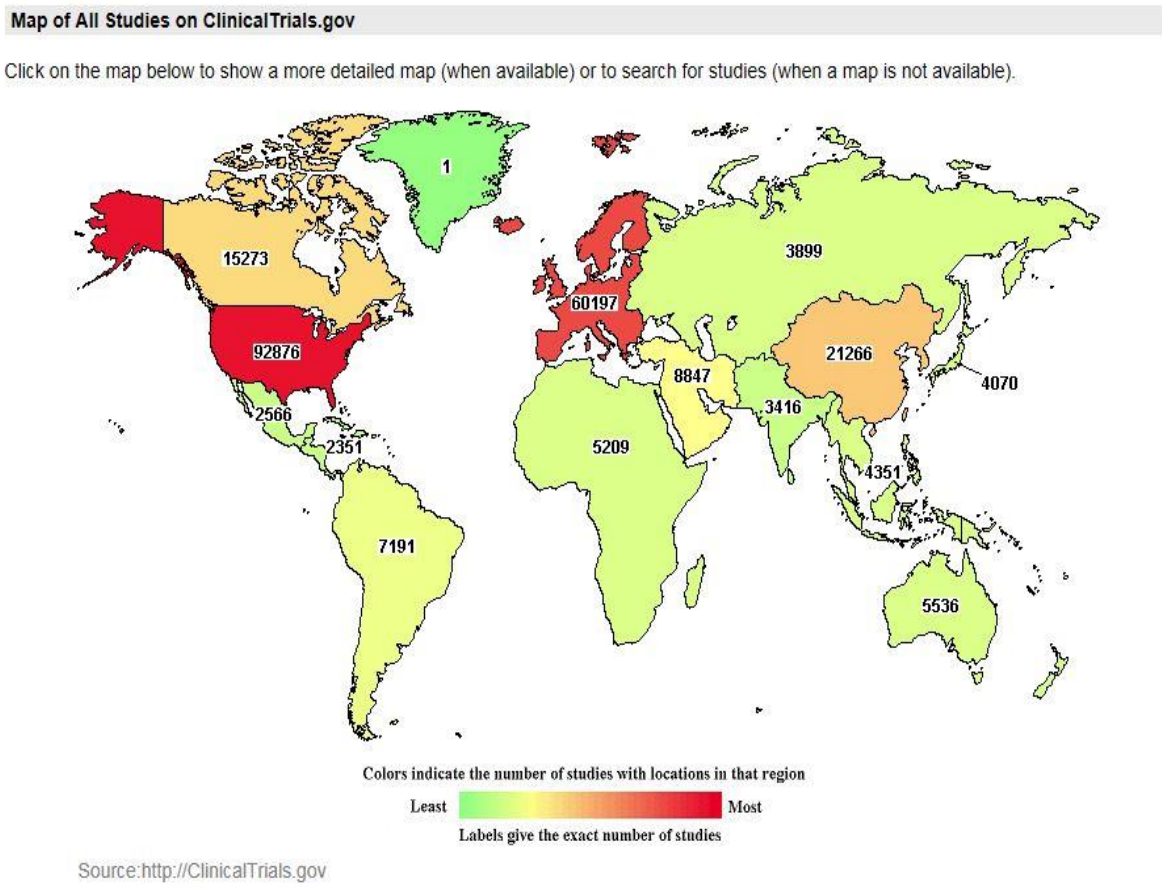 Map of All Studies on ClinicalTrials.gov
Click on the map below to show a more detailed map (when available) or to search for studies (when a map is not available).
1
15273
3899
60197
92876
21266
8847
4070
2566
3416
2351
5209
4351
7191
5536
Colors indicate the number of studies with locations in that region
Least Most
Labels give the exact number of studies
Source:http://ClinicalTrials.gov